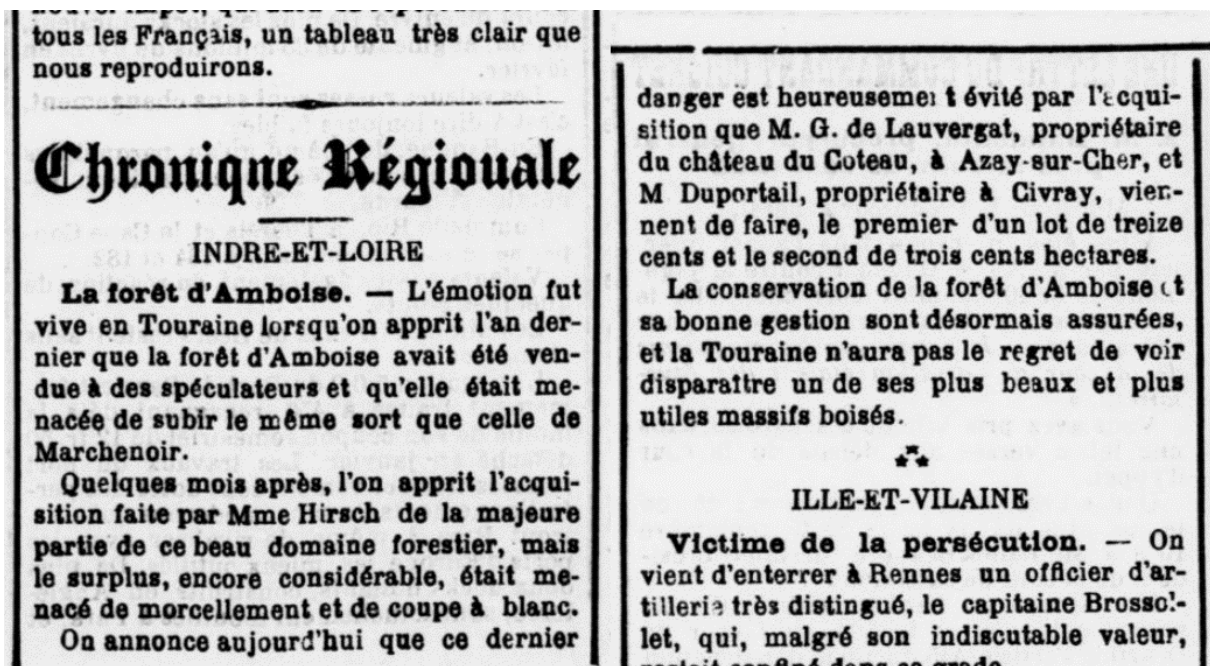 tous les Français, un tableau très clair que
nous reproduirons.
Chronique Régiouale
INDRE-ET-LOIRE
La forêt d'Amboise. — L'émotion fut
vive en Touraine lorsqu'on apprit l'an der-
nier que la forêt d'Amboise avait été ven-
due à des spéculateurs et qu'elle était me-
nacée de subir le même sort que celle de
Marchenoir.
Quelques mois après, l'on apprit l'acqui-
sition faite par Mme Hirsch de la majeure
partie de ce beau domaine forestier, mais
le surplus, encore considérable, était me-
nacé de morcellement et de coupe à blanc.
On annonce aujourd'hui que ce dernier
danger est heureusement évité par l'acqui-
sition que M. G. de Lauvergat, propriétaire
du château du Coteau, à Azay-sur-Cher, et
M Duportail, propriétaire à Civray, vien-
nent de faire, le premier d'un lot de treize
cents et le second de trois cents hectares.
La conservation de la forêt d'Amboise et
sa bonne gestion sont désormais assurées,
et la Touraine n'aura pas le regret de voir
disparaître un de ses plus beaux et plus
utiles massifs boisés.
ILLE-ET-VILAINE
Victime de la persécution. — On
vient d'enterrer à Rennes un officier d'ar-
tillerie très distingué, le capitaine Brossol-
let, qui, malgré son indiscutable valeur,